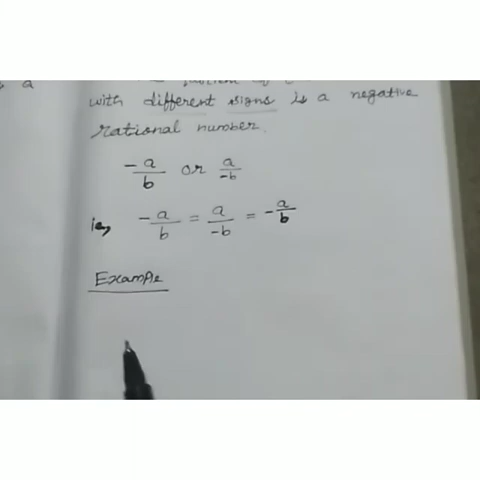 a
with different signs is a negative
rational number.
-a/b or a/-b
ie, -a/b = a/-b = -a/b
Example